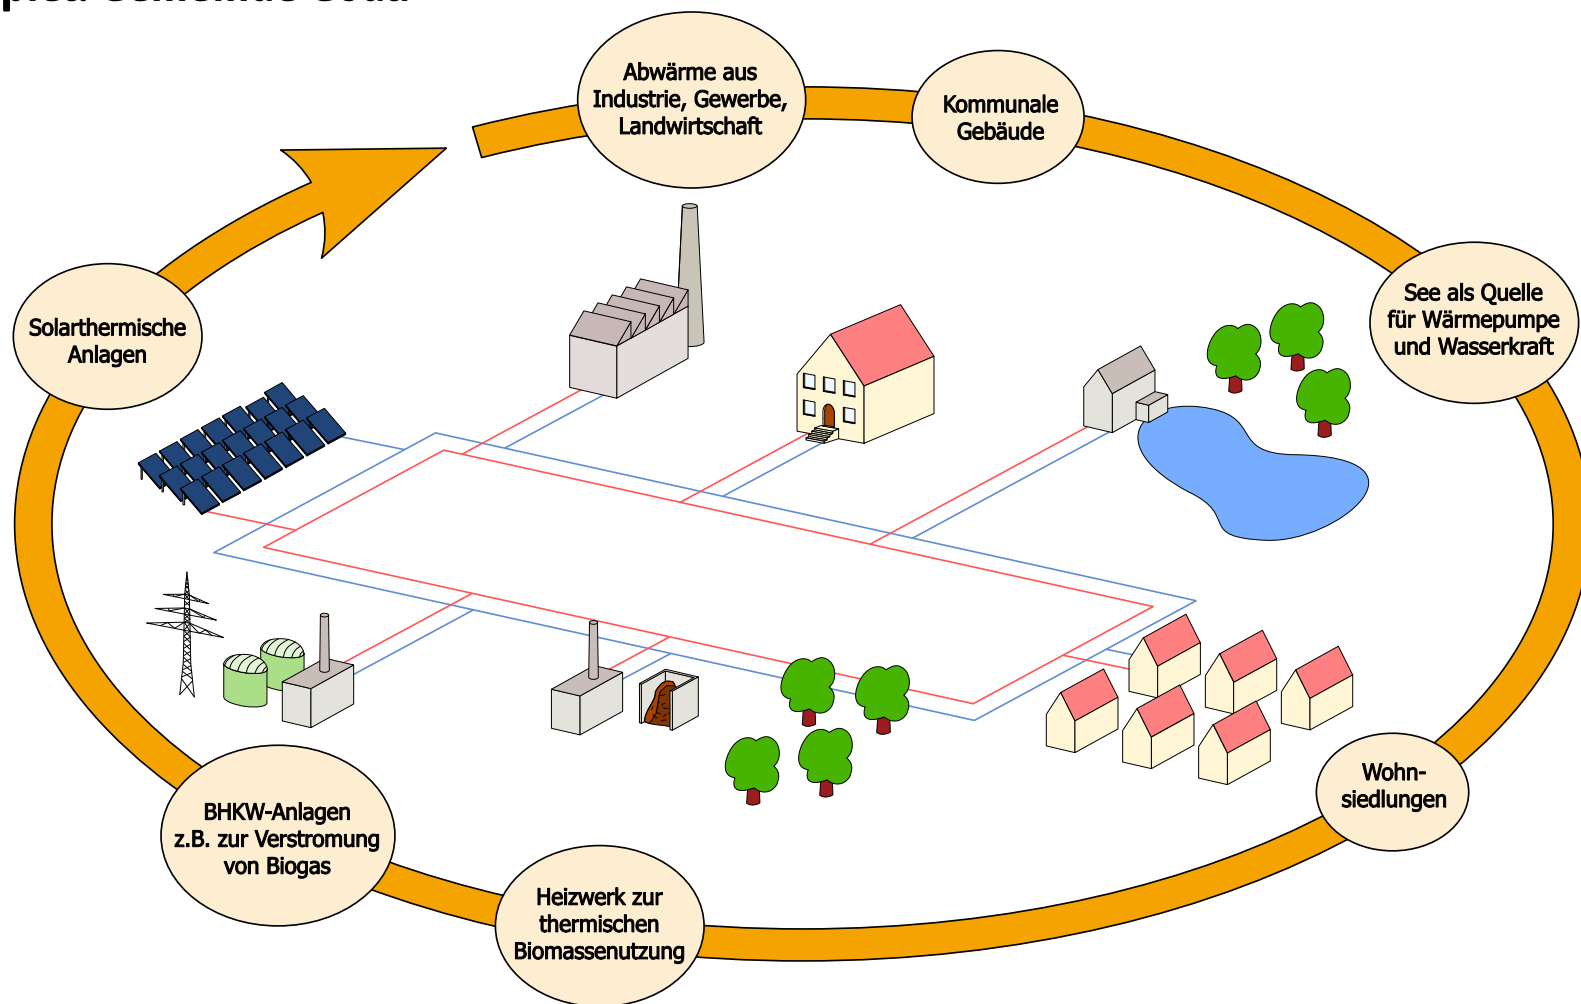 Abwärme aus
Industrie, Gewerbe,
Landwirtschaft
Kommunale
Gebäude
See als Quelle
für Wärmepumpe
und Wasserkraft
Solarthermische
Anlagen
Wohn-
siedlungen
BHKW-Anlagen
z.B. zur Verstromung
von Biogas
Heizwerk zur
thermischen
Biomassenutzung